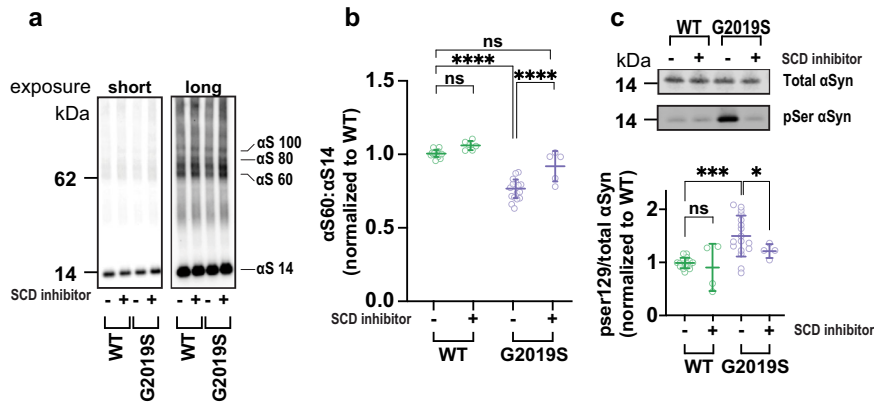 a
exposure short long
kDa
62
14
αS 100
αS 80
αS 60
αS 14
SCD inhibitor - + - + - + - +
WT G2019S WT G2019S
b
ns
**** 
ns ****
1.5
1.0
0.5
0.0
αS60:αS14
(normalized to WT)
SCD inhibitor - + - +
WT G2019S
c
WT G2019S
kDa - + - + SCD inhibitor
14 Total αSyn
14 pSer αSyn
*** *
ns
2
1
0
pser129/total αSyn
(normalized to WT)
- + - + SCD inhibitor
WT G2019S